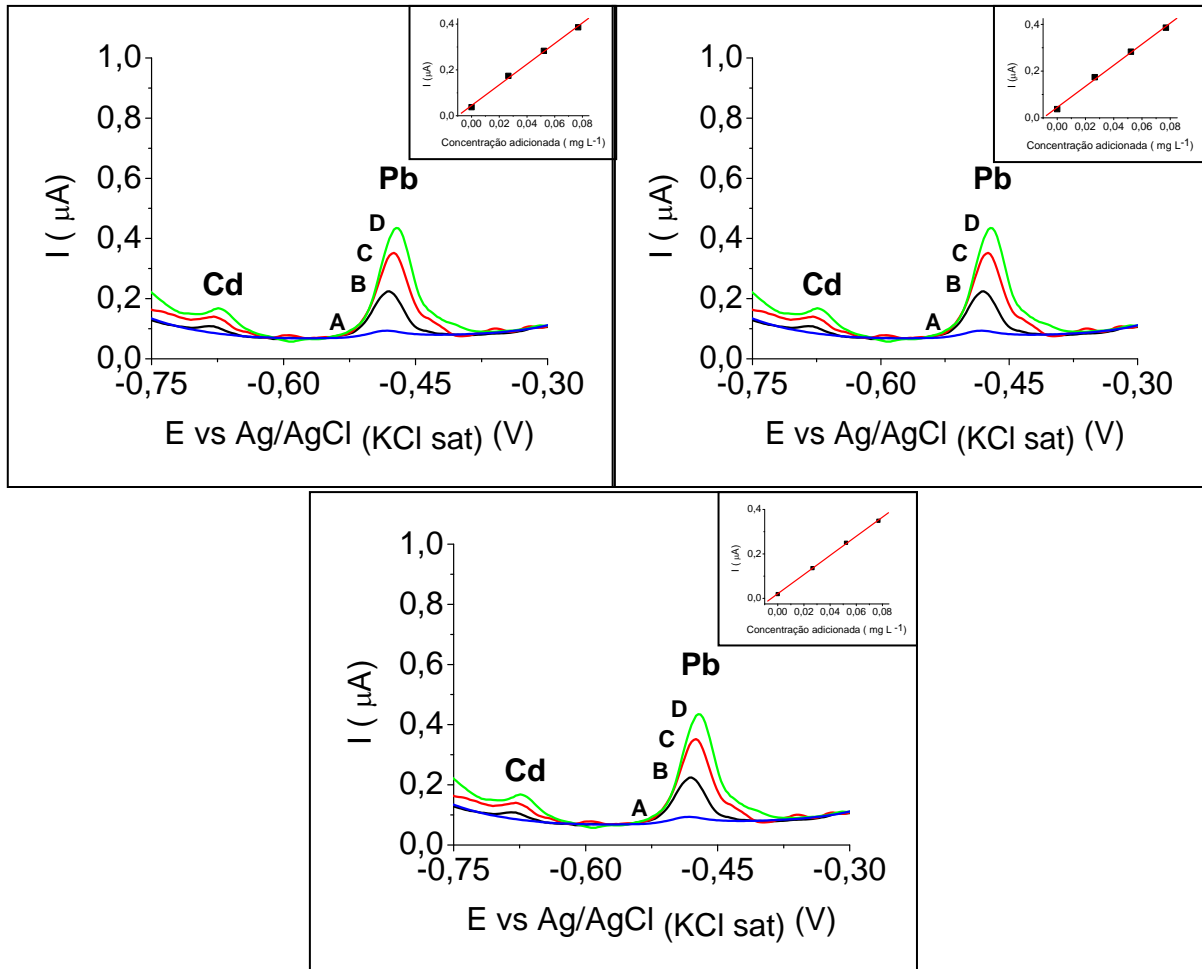 0,4
0,2
0,0
I (μA)
0,00 0,02 0,04 0,06 0,08
Concentração adicionada ( mg L-1)
1,0
0,8
0,6
0,4
0,2
0,0
I ( μA)
Pb
D
C
B
A
Cd
-0,75 -0,60 -0,45 -0,30
E vs Ag/AgCl (KCl sat) (V)
0,4
0,2
0,0
I (μA)
0,00 0,02 0,04 0,06 0,08
Concentração adicionada ( mg L-1)
1,0
0,8
0,6
0,4
0,2
0,0
I ( μA)
Pb
D
C
B
A
Cd
-0,75 -0,60 -0,45 -0,30
E vs Ag/AgCl (KCl sat) (V)
0,4
0,2
0,0
I ( μA)
0,00 0,02 0,04 0,06 0,08
Concentração adicionada ( mg L-1)
1,0
0,8
0,6
0,4
0,2
0,0
I ( μA)
Pb
D
C
B
A
Cd
-0,75 -0,60 -0,45 -0,30
E vs Ag/AgCl (KCl sat) (V)